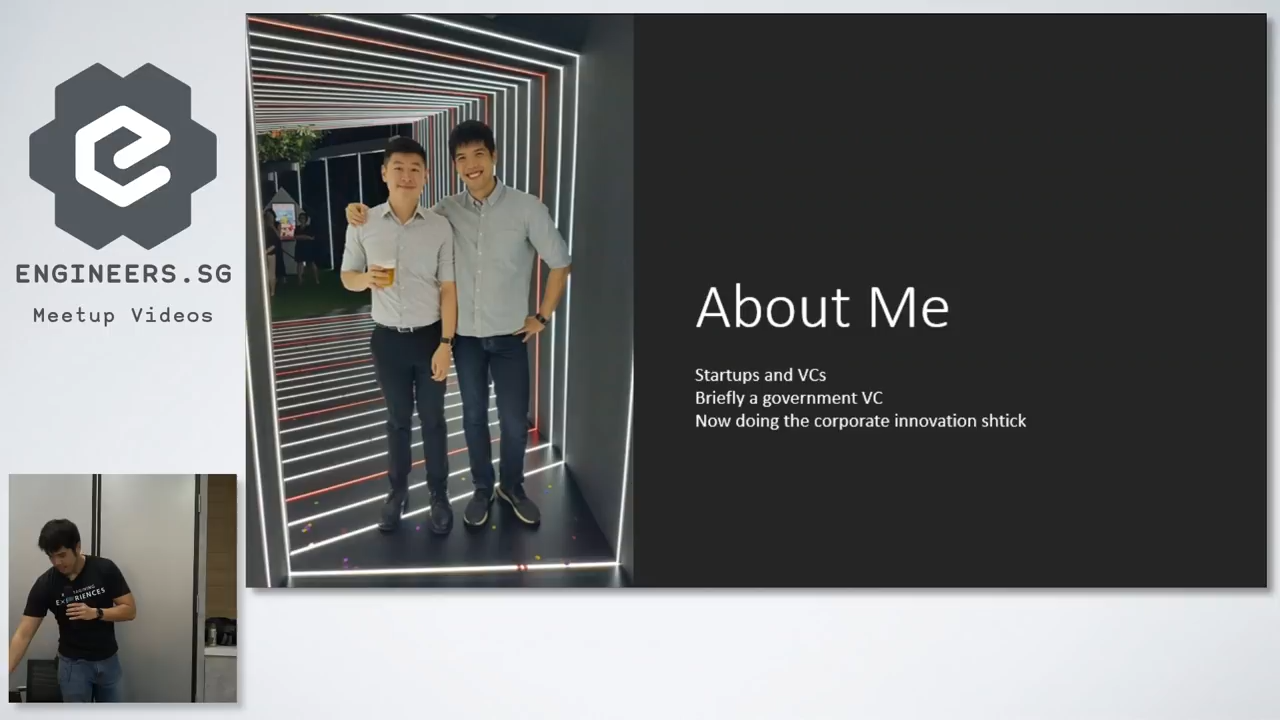 ENGINEERS.SG
Meetup Videos
About Me
Startups and VCs
Briefly a government VC
Now doing the corporate innovation shtick